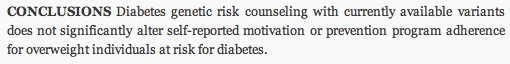 CONCLUSIONS Diabetes genetic risk counseling with currently available variants
does not significantly alter self-reported motivation or prevention program adherence
for overweight individuals at risk for diabetes.